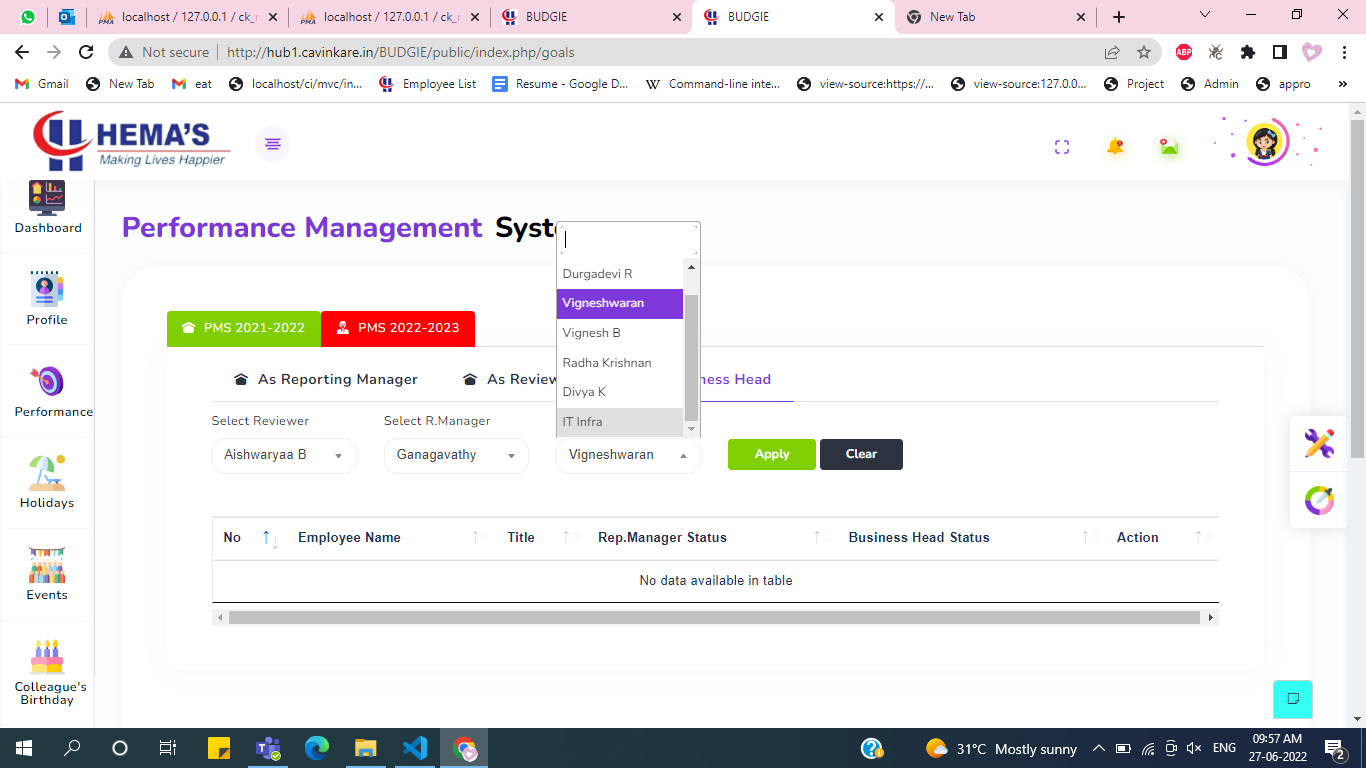 localhost / 127.0.0.1 / ck_r
localhost / 127.0.0.1 / ck_r
BUDGIE
BUDGIE
New Tab
Not secure
http://hub1.cavinkare.in/BUDGIE/public/index.php/goals
ABP
Gmail
New Tab
eat
localhost/ci/mvc/in...
Employee List
Resume - Google D...
Command-line inte...
view-source:https://...
view-source:127.0.0...
Project
Admin
appro
HEMA'S
Making Lives Happier
Dashboard
Profile
Performance
Holidays
Events
Colleague's
Birthday
Performance Management Syste
PMS 2021-2022
PMS 2022-2023
As Reporting Manager
As Review
ness Head
Durgadevi R
Vigneshwaran
Vignesh B
Radha Krishnan
Divya K
IT Infra
Select Reviewer
Select R.Manager
Aishwaryaa B
Ganagavathy
Vigneshwaran
Apply
Clear
No
Employee Name
Title
Rep.Manager Status
Business Head Status
Action
No data available in table
31°C Mostly sunny
ENG
09:57 AM
27-06-2022
2